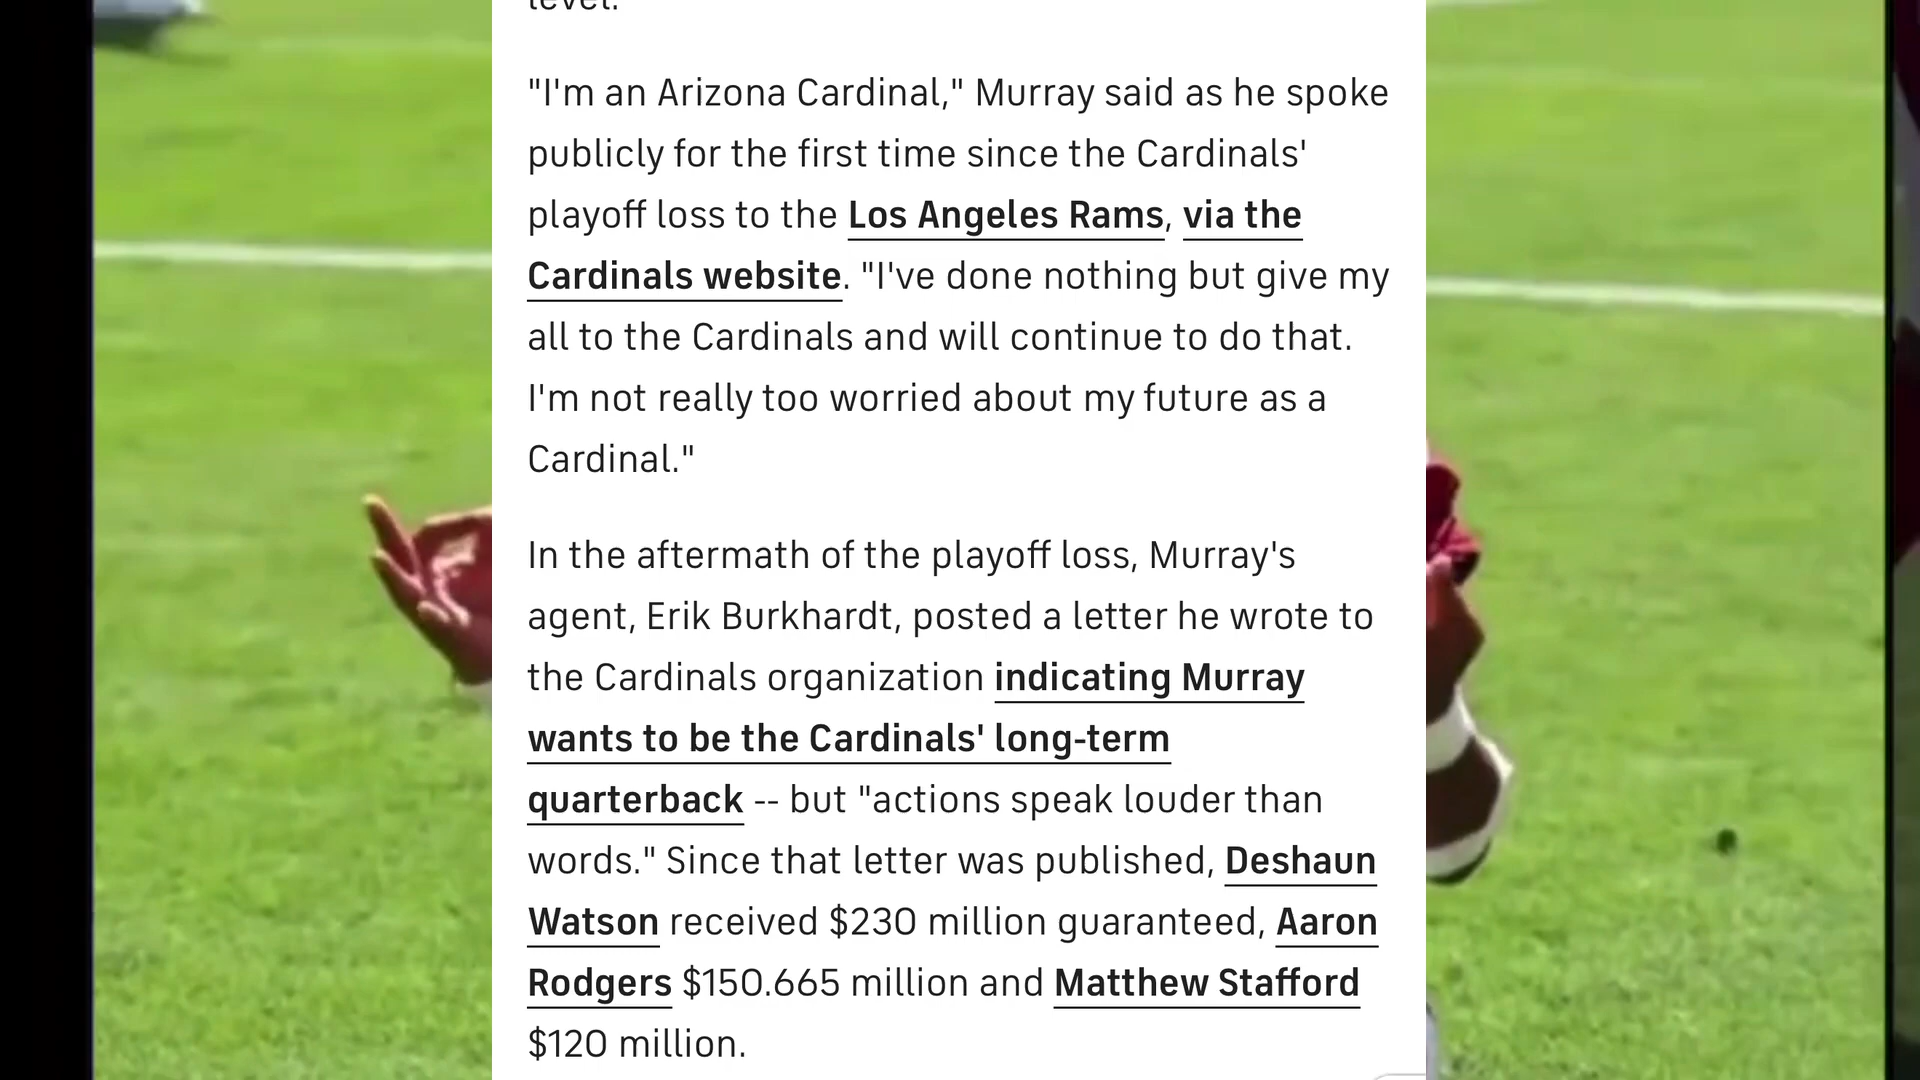 level.
"I'm an Arizona Cardinal," Murray said as he spoke
publicly for the first time since the Cardinals'
playoff loss to the Los Angeles Rams, via the
Cardinals website. "I've done nothing but give my
all to the Cardinals and will continue to do that.
I'm not really too worried about my future as a
Cardinal."
In the aftermath of the playoff loss, Murray's
agent, Erik Burkhardt, posted a letter he wrote to
the Cardinals organization indicating Murray
wants to be the Cardinals' long-term
quarterback -- but "actions speak louder than
words." Since that letter was published, Deshaun
Watson received $230 million guaranteed, Aaron
Rodgers $150.665 million and Matthew Stafford
$120 million.